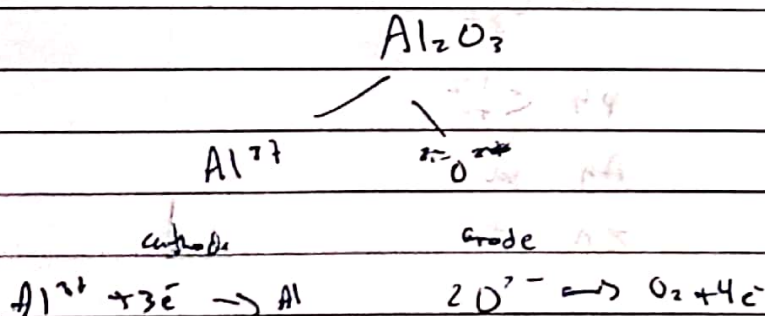 Al₂O₃
Al³⁺ O²⁻
cathode anode
Al³⁺ + 3e⁻ → Al 2O²⁻ → O₂ + 4e⁻